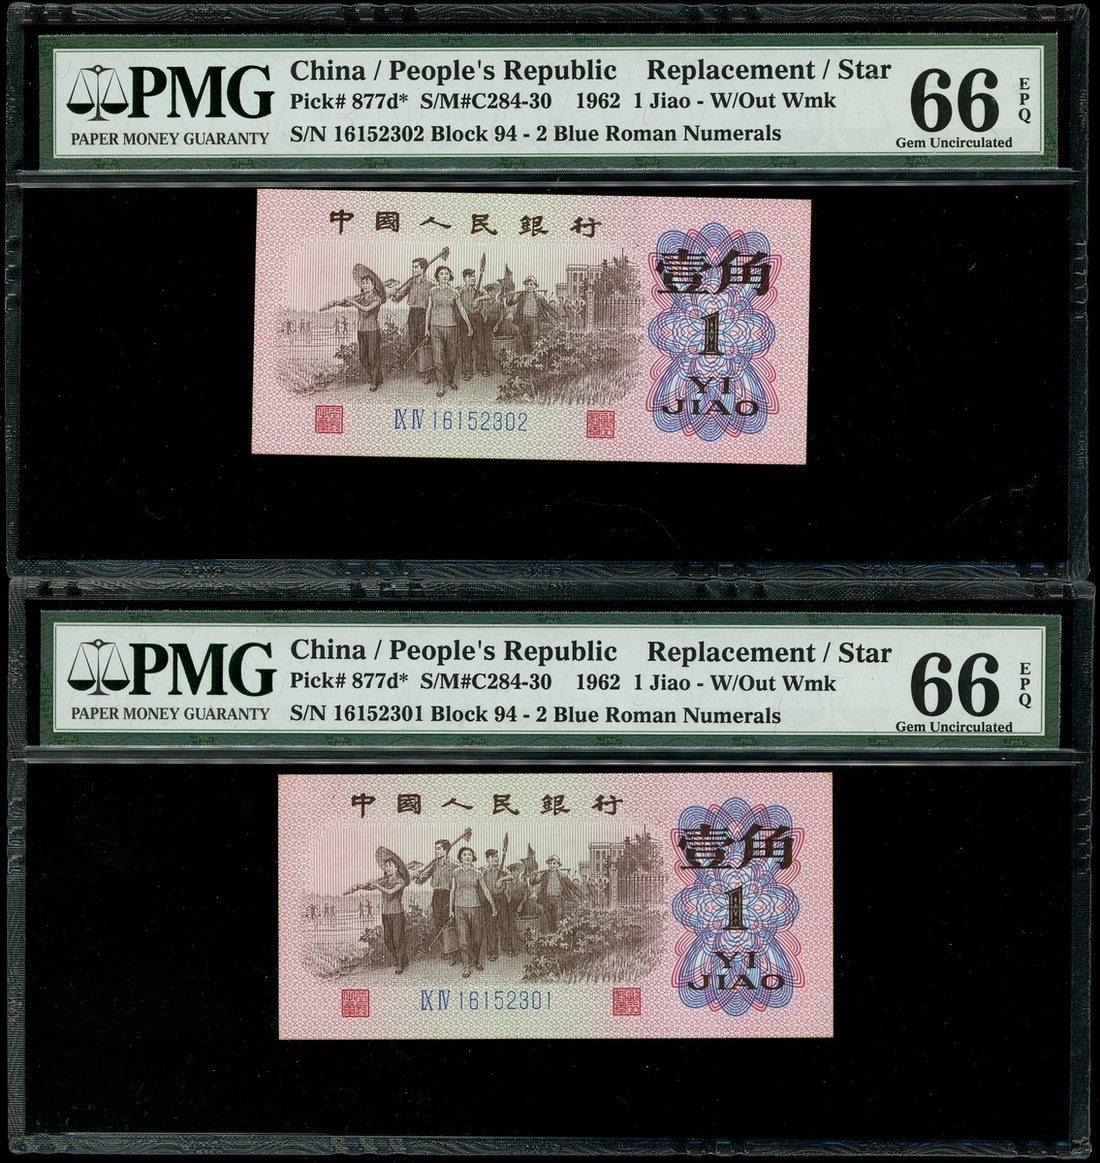 PMG
PAPER MONEY GUARANTY
China / People's Republic Replacement / Star
Pick# 877d* S/M#C284-30 1962 1 Jiao - W/Out Wmk
S/N 16152302 Block 94 - 2 Blue Roman Numerals
66 EPQ
Gem Uncirculated
中國人民銀行
壹角
1
YI
JIAO
IX IV 16152302
PMG
PAPER MONEY GUARANTY
China / People's Republic Replacement / Star
Pick# 877d* S/M#C284-30 1962 1 Jiao - W/Out Wmk
S/N 16152301 Block 94 - 2 Blue Roman Numerals
66 EPQ
Gem Uncirculated
中國人民銀行
壹角
1
YI
JIAO
IX IV 16152301